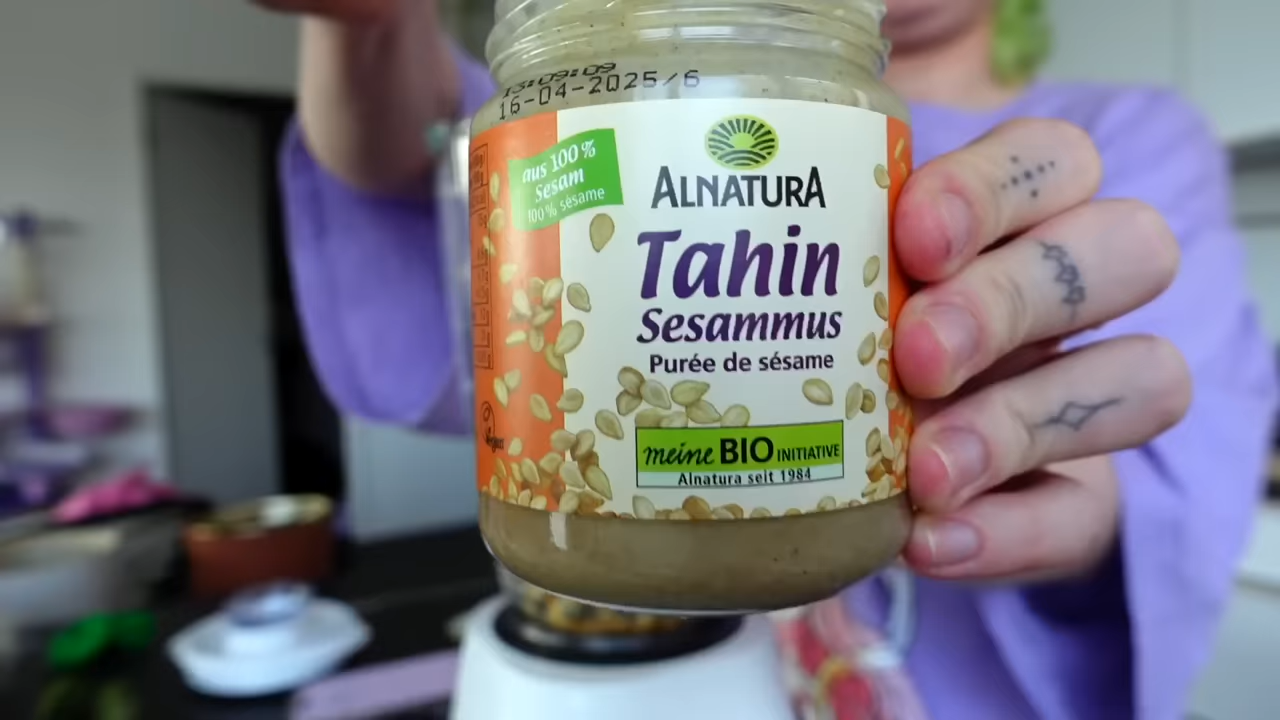 13:09:09
16-04-2025/6
aus 100 %
Sesam
100 % sésame
ALNATURA
Tahin
Sesammus
Purée de sésame
meine BIO INITIATIVE
Alnatura seit 1984